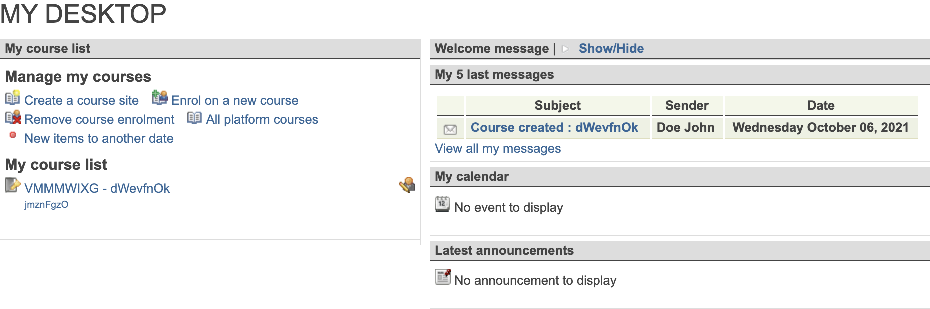 MY DESKTOP
My course list
Manage my courses
Create a course site Enrol on a new course
Remove course enrolment All platform courses
New items to another date
My course list
VMMMWIXG - dWevfnOk
jmznFgzO
Welcome message | Show/Hide
My 5 last messages
Subject Sender Date
Course created : dWevfnOk Doe John Wednesday October 06, 2021
View all my messages
My calendar
12
No event to display
Latest announcements
No announcement to display